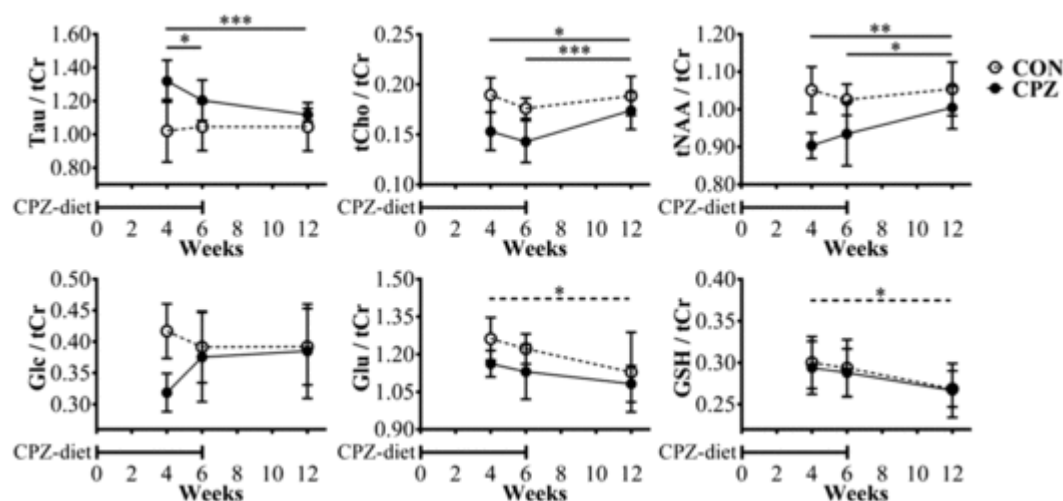 ***
*
Tau / tCr
1.60
1.40
1.20
1.00
0.80
CPZ-diet
0 2 4 6 8 10 12
Weeks
*
***
tCho / tCr
0.25
0.20
0.15
0.10
CPZ-diet
0 2 4 6 8 10 12
Weeks
**
*
tNAA / tCr
1.20
1.10
1.00
0.90
0.80
CPZ-diet
0 2 4 6 8 10 12
Weeks
CON
CPZ
Glc / tCr
0.50
0.45
0.40
0.35
0.30
CPZ-diet
0 2 4 6 8 10 12
Weeks
*
Glu / tCr
1.50
1.35
1.20
1.05
0.90
CPZ-diet
0 2 4 6 8 10 12
Weeks
*
GSH / tCr
0.40
0.35
0.30
0.25
CPZ-diet
0 2 4 6 8 10 12
Weeks